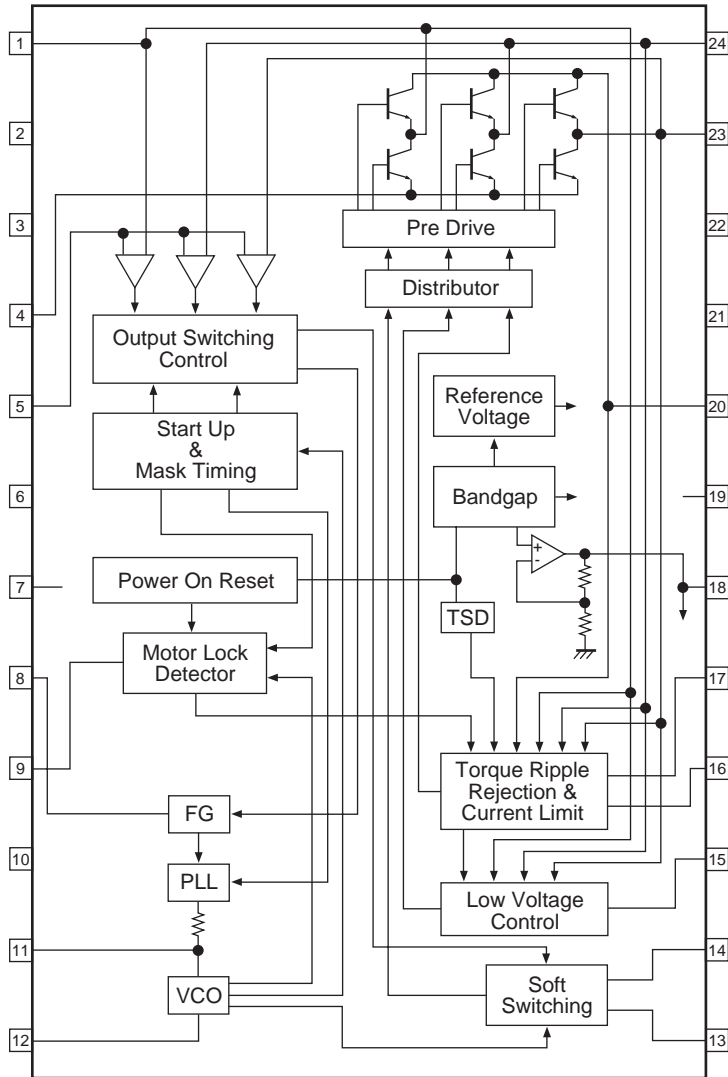 1
24
2
23
3
22
Pre Drive
Distributor
4
21
Output Switching
Control
5
20
Reference
Voltage
Start Up
&
Mask Timing
6
19
Bandgap
+
-
7
18
Power On Reset
TSD
Motor Lock
Detector
8
17
9
16
Torque Ripple
Rejection &
Current Limit
FG
10
15
PLL
Low Voltage
Control
11
14
Soft
Switching
VCO
12
13